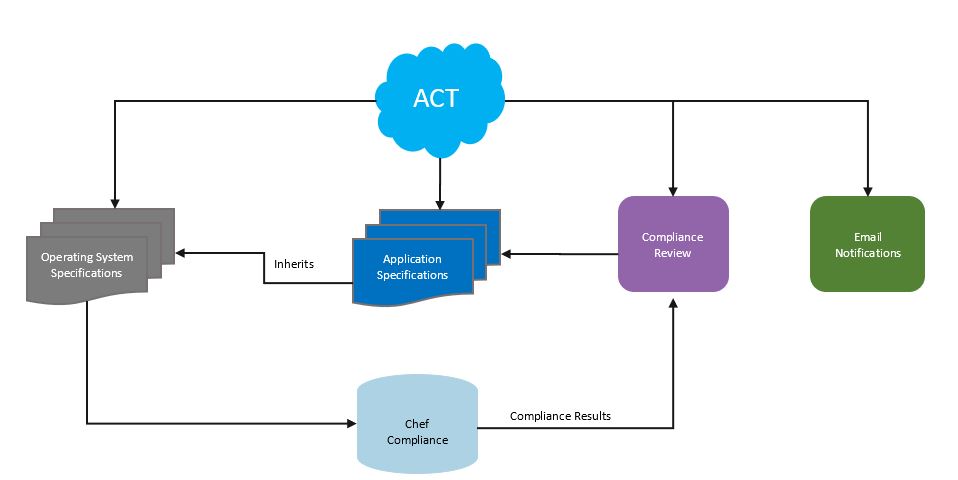 ACT
Operating System
Specifications
Inherits
Application
Specifications
Compliance
Review
Email
Notifications
Chef
Compliance
Compliance Results